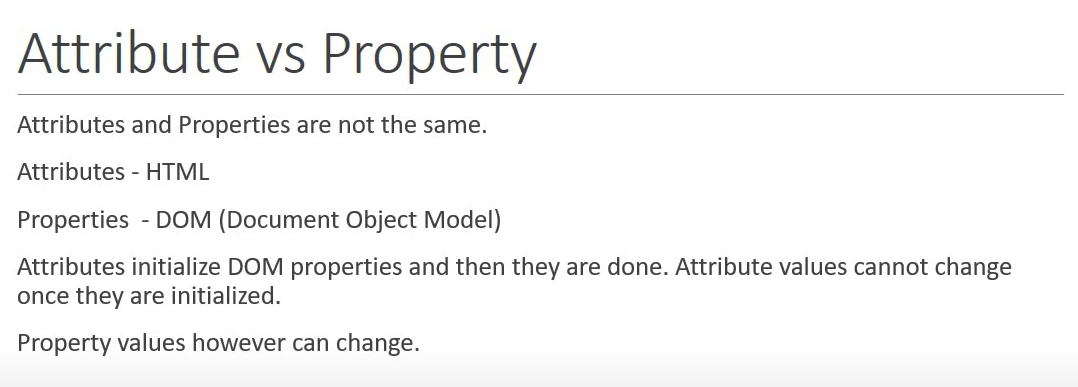 Attribute vs Property
Attributes and Properties are not the same.
Attributes - HTML
Properties  - DOM (Document Object Model)
Attributes initialize DOM properties and then they are done. Attribute values cannot change
once they are initialized.
Property values however can change.